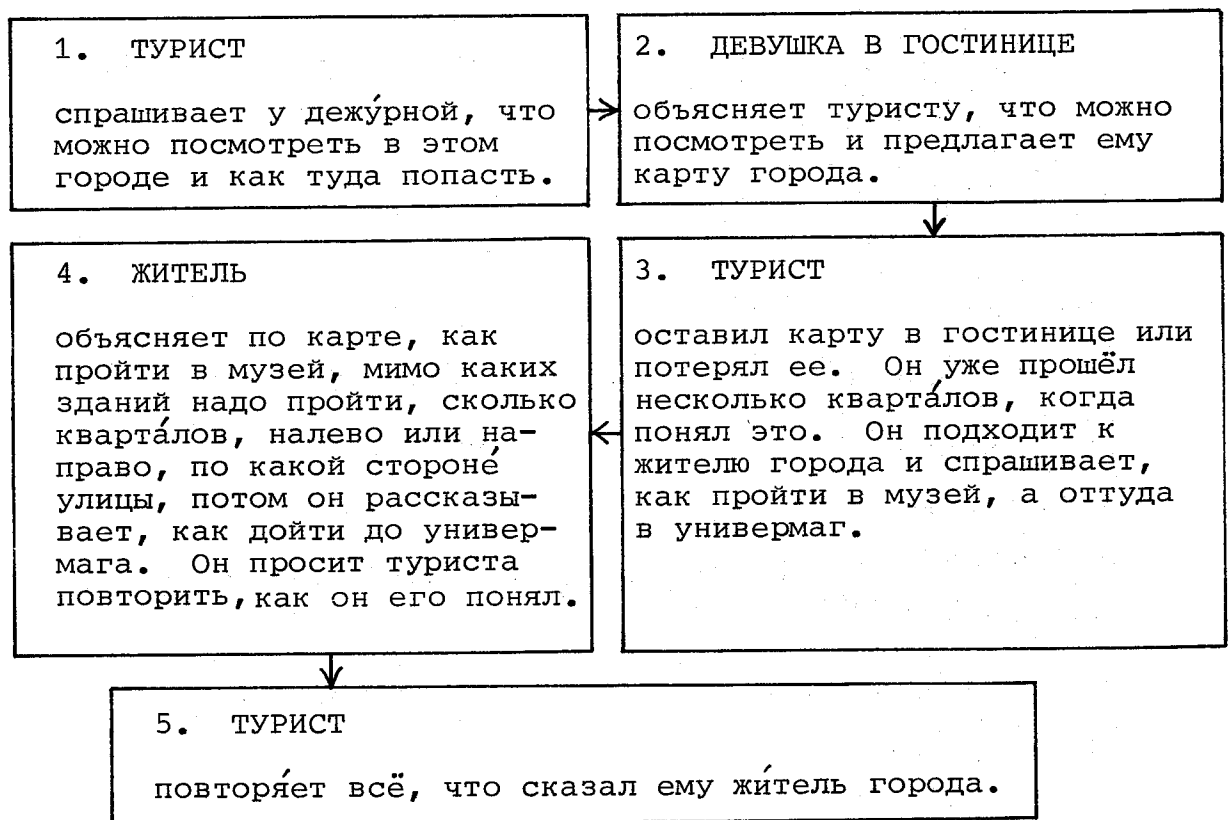 1. ТУРИСТ
спрашивает у дежу́рной, что
можно посмотреть в этом
городе и как туда попасть.
2. ДЕВУШКА В ГОСТИНИЦЕ
объясняет туристу, что можно
посмотреть и предлагает ему
карту города.
3. ТУРИСТ
оставил карту в гостинице или
потерял ее. Он уже прошёл
несколько кварта́лов, когда
понял это. Он подходит к
жителю города и спрашивает,
как пройти в музей, а оттуда
в универмаг.
4. ЖИТЕЛЬ
объясняет по карте, как
пройти в музей, мимо каких
зданий надо пройти, сколько
кварта́лов, налево или на-
право, по какой стороне́
улицы, потом он рассказы-
вает, как дойти до универ-
мага. Он просит туриста
повторить, как он его понял.
5. ТУРИСТ
повторя́ет всё, что сказал ему жи́тель города.